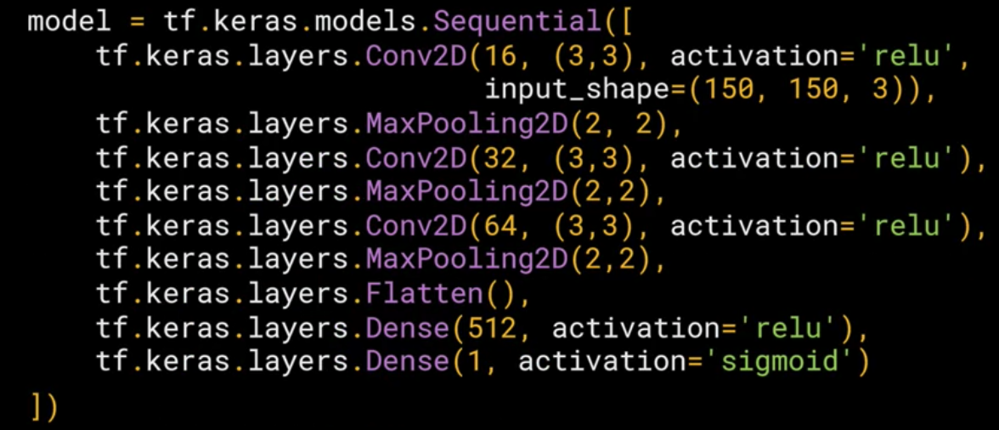 model = tf.keras.models.Sequential([
    tf.keras.layers.Conv2D(16, (3,3), activation='relu',
                           input_shape=(150, 150, 3)),
    tf.keras.layers.MaxPooling2D(2, 2),
    tf.keras.layers.Conv2D(32, (3,3), activation='relu'),
    tf.keras.layers.MaxPooling2D(2,2),
    tf.keras.layers.Conv2D(64, (3,3), activation='relu'),
    tf.keras.layers.MaxPooling2D(2,2),
    tf.keras.layers.Flatten(),
    tf.keras.layers.Dense(512, activation='relu'),
    tf.keras.layers.Dense(1, activation='sigmoid')
])